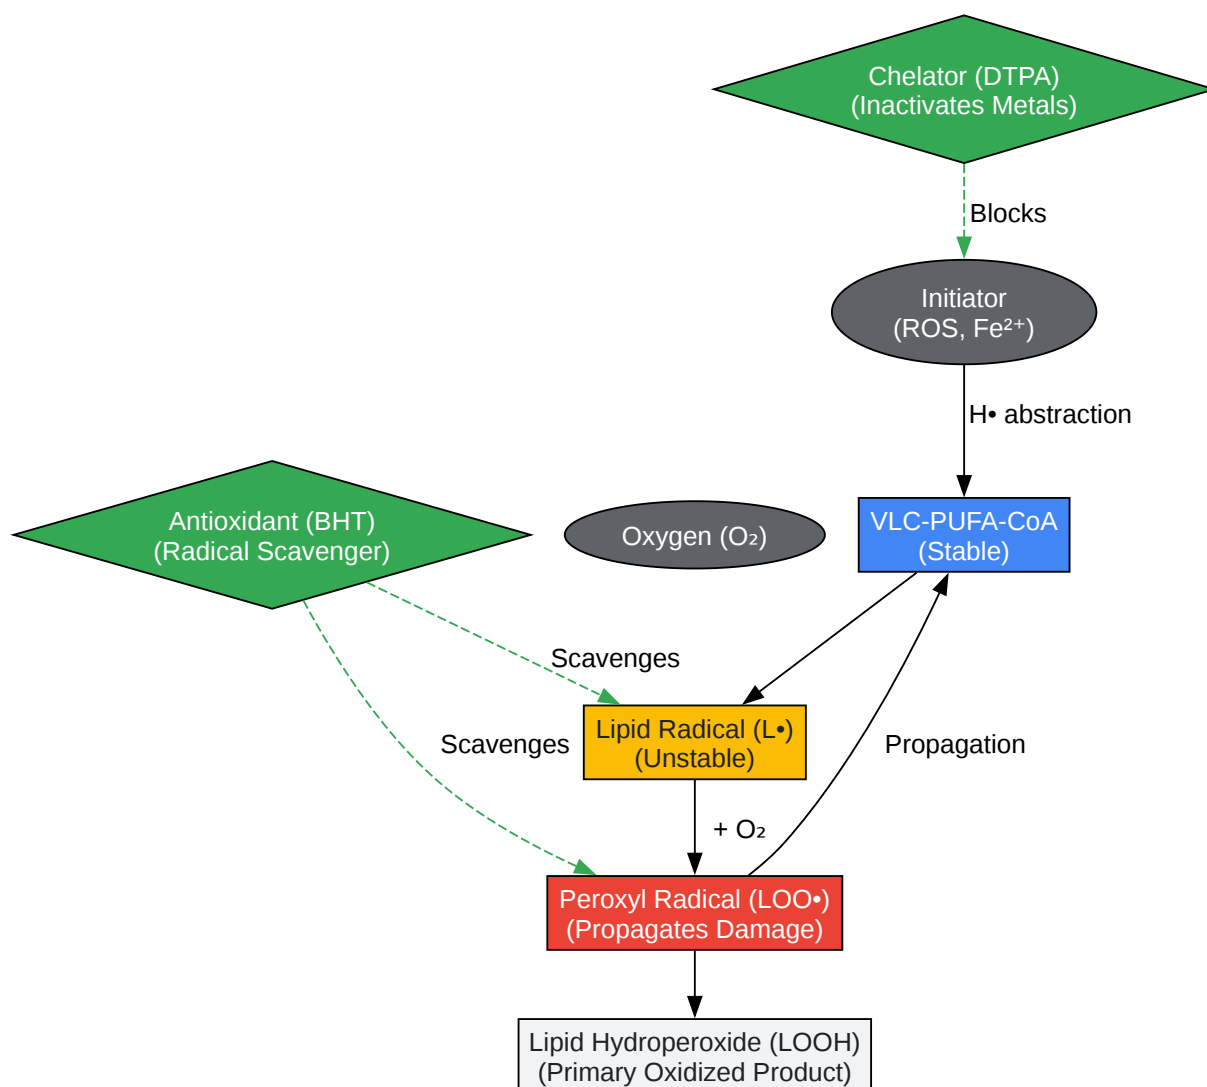 Chelator (DTPA)
(Inactivates Metals)
Blocks
Initiator
(ROS, Fe²⁺)
H• abstraction
Antioxidant (BHT)
(Radical Scavenger)
Oxygen (O₂)
VLC-PUFA-CoA
(Stable)
Scavenges
Lipid Radical (L•)
(Unstable)
Scavenges
Propagation
+ O₂
Peroxyl Radical (LOO•)
(Propagates Damage)
Lipid Hydroperoxide (LOOH)
(Primary Oxidized Product)